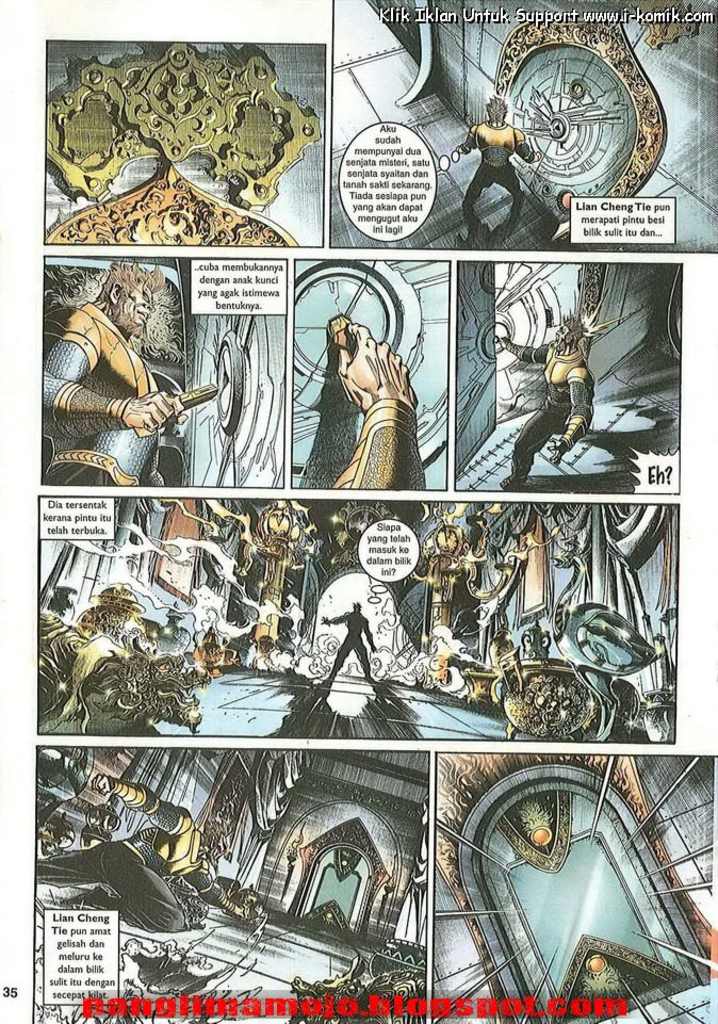 Klik Iklan Untuk Support www.i-komik.com
Aku
sudah
mempunyai dua
senjata misteri, satu
senjata syaitan dan
tanah sakti sekarang.
Tiada sesiapa pun
yang akan dapat
mengugut aku
ini lagi!
Lian Cheng Tie pun
merapati pintu besi
bilik sulit itu dan...
..cuba membukanya
dengan anak kunci
yang agak istimewa
bentuknya.
Eh?
Dia tersentak
kerana pintu itu
telah terbuka.
Siapa
yang telah
masuk ke
dalam bilik
ini?
Lian Cheng
Tie pun amat
gelisah dan
meluru ke
dalam bilik
sulit itu dengan
secepat kilat.
35
panglimamojo.blogspot.com